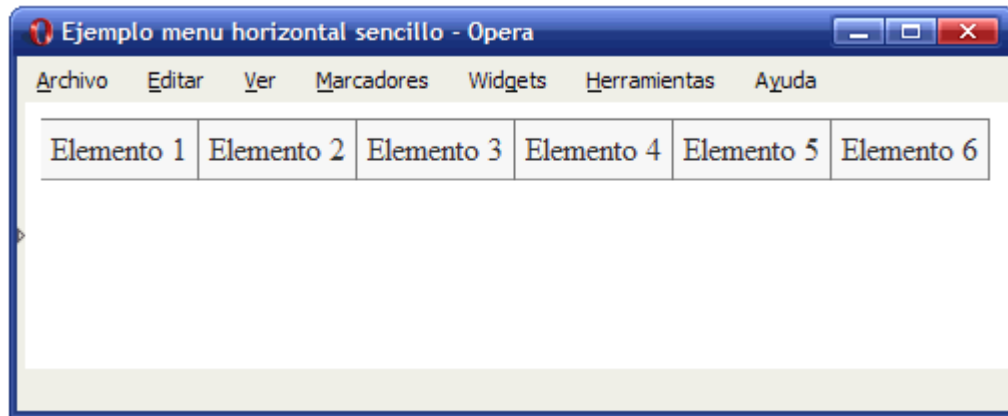 Ejemplo menu horizontal sencillo - Opera
Archivo Editar Ver Marcadores Widgets Herramientas Ayuda
Elemento 1 Elemento 2 Elemento 3 Elemento 4 Elemento 5 Elemento 6